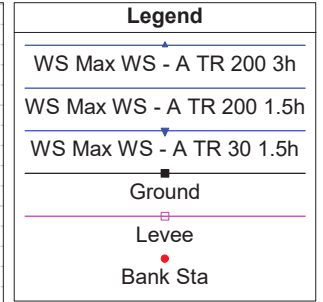 Legend
WS Max WS - A TR 200 3h
WS Max WS - A TR 200 1.5h
WS Max WS - A TR 30 1.5h
Ground
Levee
Bank Sta